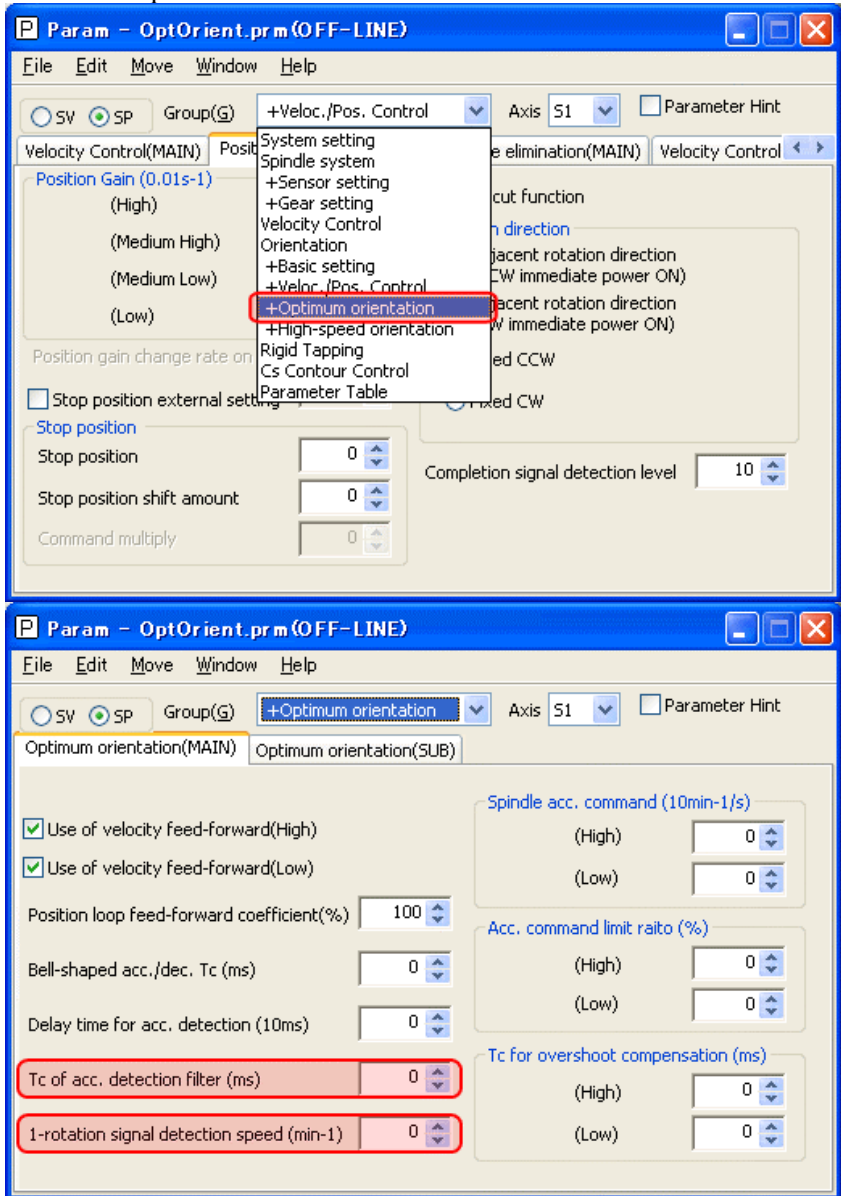 Param - OptOrient.prm(OFF-LINE)
File Edit Move Window Help
SV SP Group(G) +Veloc./Pos. Control Axis S1 Parameter Hint
Velocity Control(MAIN) Posit e elimination(MAIN) Velocity Control
System setting
Spindle system
+Sensor setting
+Gear setting
Velocity Control
Orientation
+Basic setting
+Veloc./Pos. Control
+Optimum orientation
+High-speed orientation
Rigid Tapping
Cs Contour Control
Parameter Table
Position Gain (0.01s-1)
(High)
(Medium High)
(Medium Low)
(Low)
Position gain change rate on
Stop position external setting
Stop position
Stop position 0
Stop position shift amount 0
Command multiply 0
cut function
n direction
jacent rotation direction
CW immediate power ON)
jacent rotation direction
W immediate power ON)
ed CCW
Fixed CW
Completion signal detection level 10
Param - OptOrient.prm(OFF-LINE)
File Edit Move Window Help
SV SP Group(G) +Optimum orientation Axis S1 Parameter Hint
Optimum orientation(MAIN) Optimum orientation(SUB)
Use of velocity feed-forward(High)
Use of velocity feed-forward(Low)
Position loop feed-forward coefficient(%) 100
Bell-shaped acc./dec. Tc (ms) 0
Delay time for acc. detection (10ms) 0
Tc of acc. detection filter (ms) 0
1-rotation signal detection speed (min-1) 0
Spindle acc. command (10min-1/s)
(High) 0
(Low) 0
Acc. command limit raito (%)
(High) 0
(Low) 0
Tc for overshoot compensation (ms)
(High) 0
(Low) 0